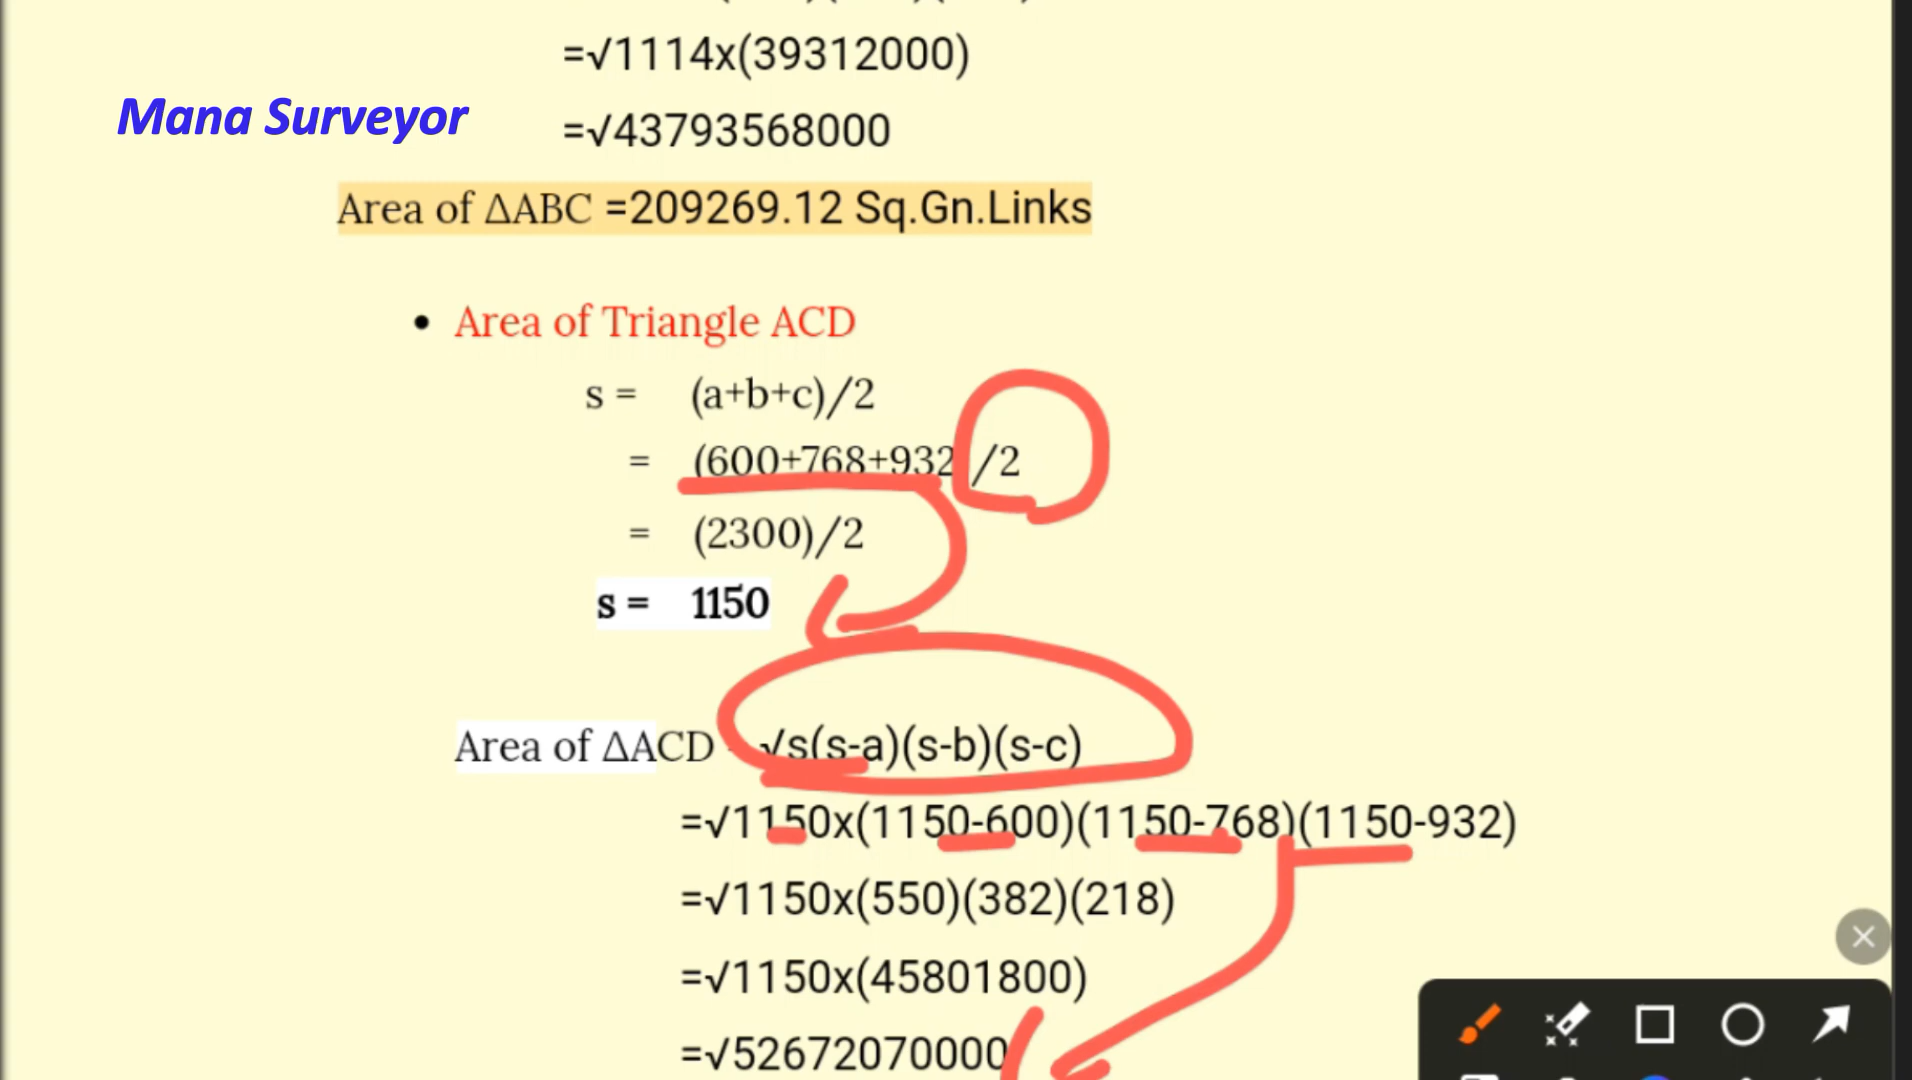 =√1114x(39312000)
Mana Surveyor
=√43793568000
Area of ΔABC =209269.12 Sq.Gn.Links
• Area of Triangle ACD
s = (a+b+c)/2
= (600+768+932 /2
= (2300)/2
s = 1150
Area of ΔACD √s(s-a)(s-b)(s-c)
=√1150x(1150-600)(1150-768)(1150-932)
=√1150x(550)(382)(218)
=√1150x(45801800)
=√52672070000